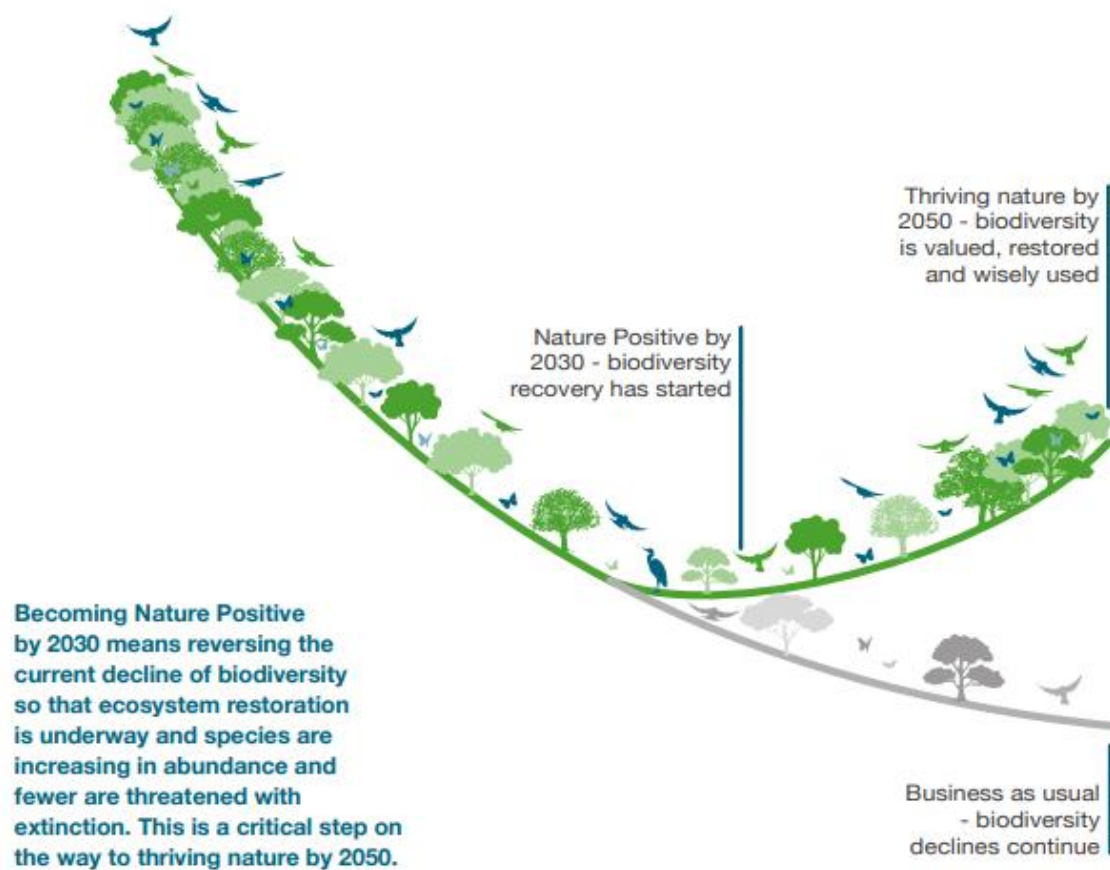 Thriving nature by
2050 - biodiversity
is valued, restored
and wisely used
Nature Positive by
2030 - biodiversity
recovery has started
Becoming Nature Positive
by 2030 means reversing the
current decline of biodiversity
so that ecosystem restoration
is underway and species are
increasing in abundance and
fewer are threatened with
extinction. This is a critical step on
the way to thriving nature by 2050.
Business as usual
- biodiversity
declines continue